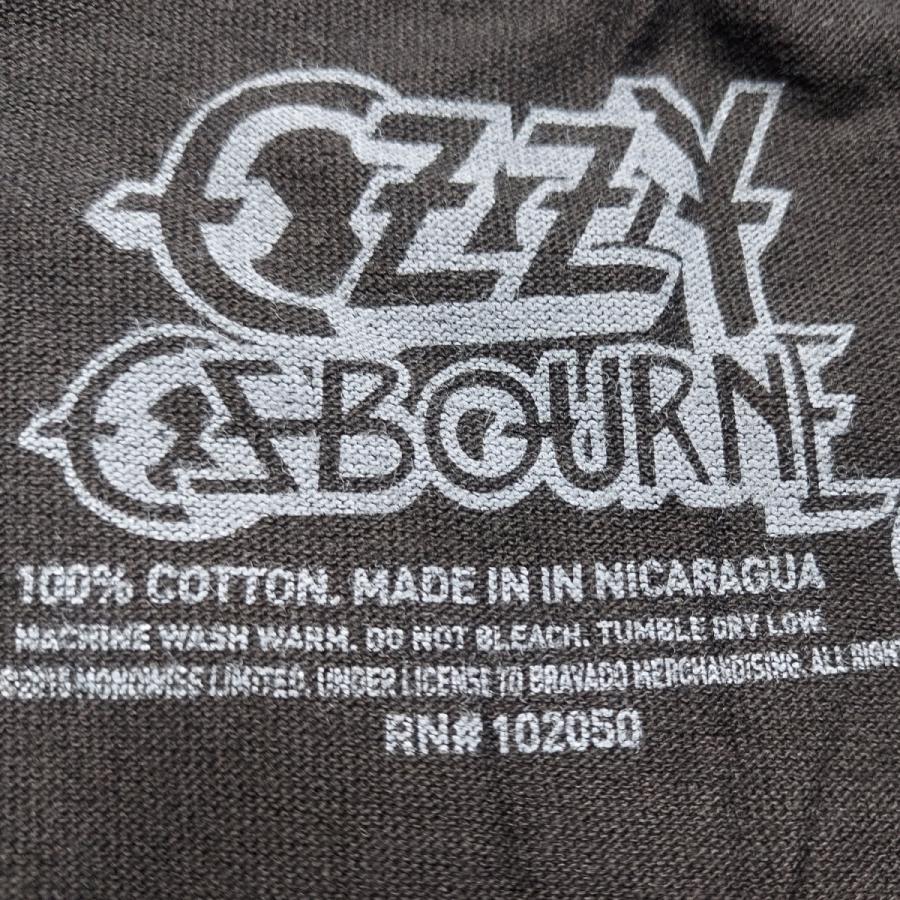 OZZY
OSBOURNE
100% COTTON. MADE IN IN NICARAGUA
MACHINE WASH WARM. DO NOT BLEACH. TUMBLE DRY LOW.
MONOWISE LIMITED. UNDER LICENSE TO BRAVADO MERCHANDISING. ALL
RN# 102050